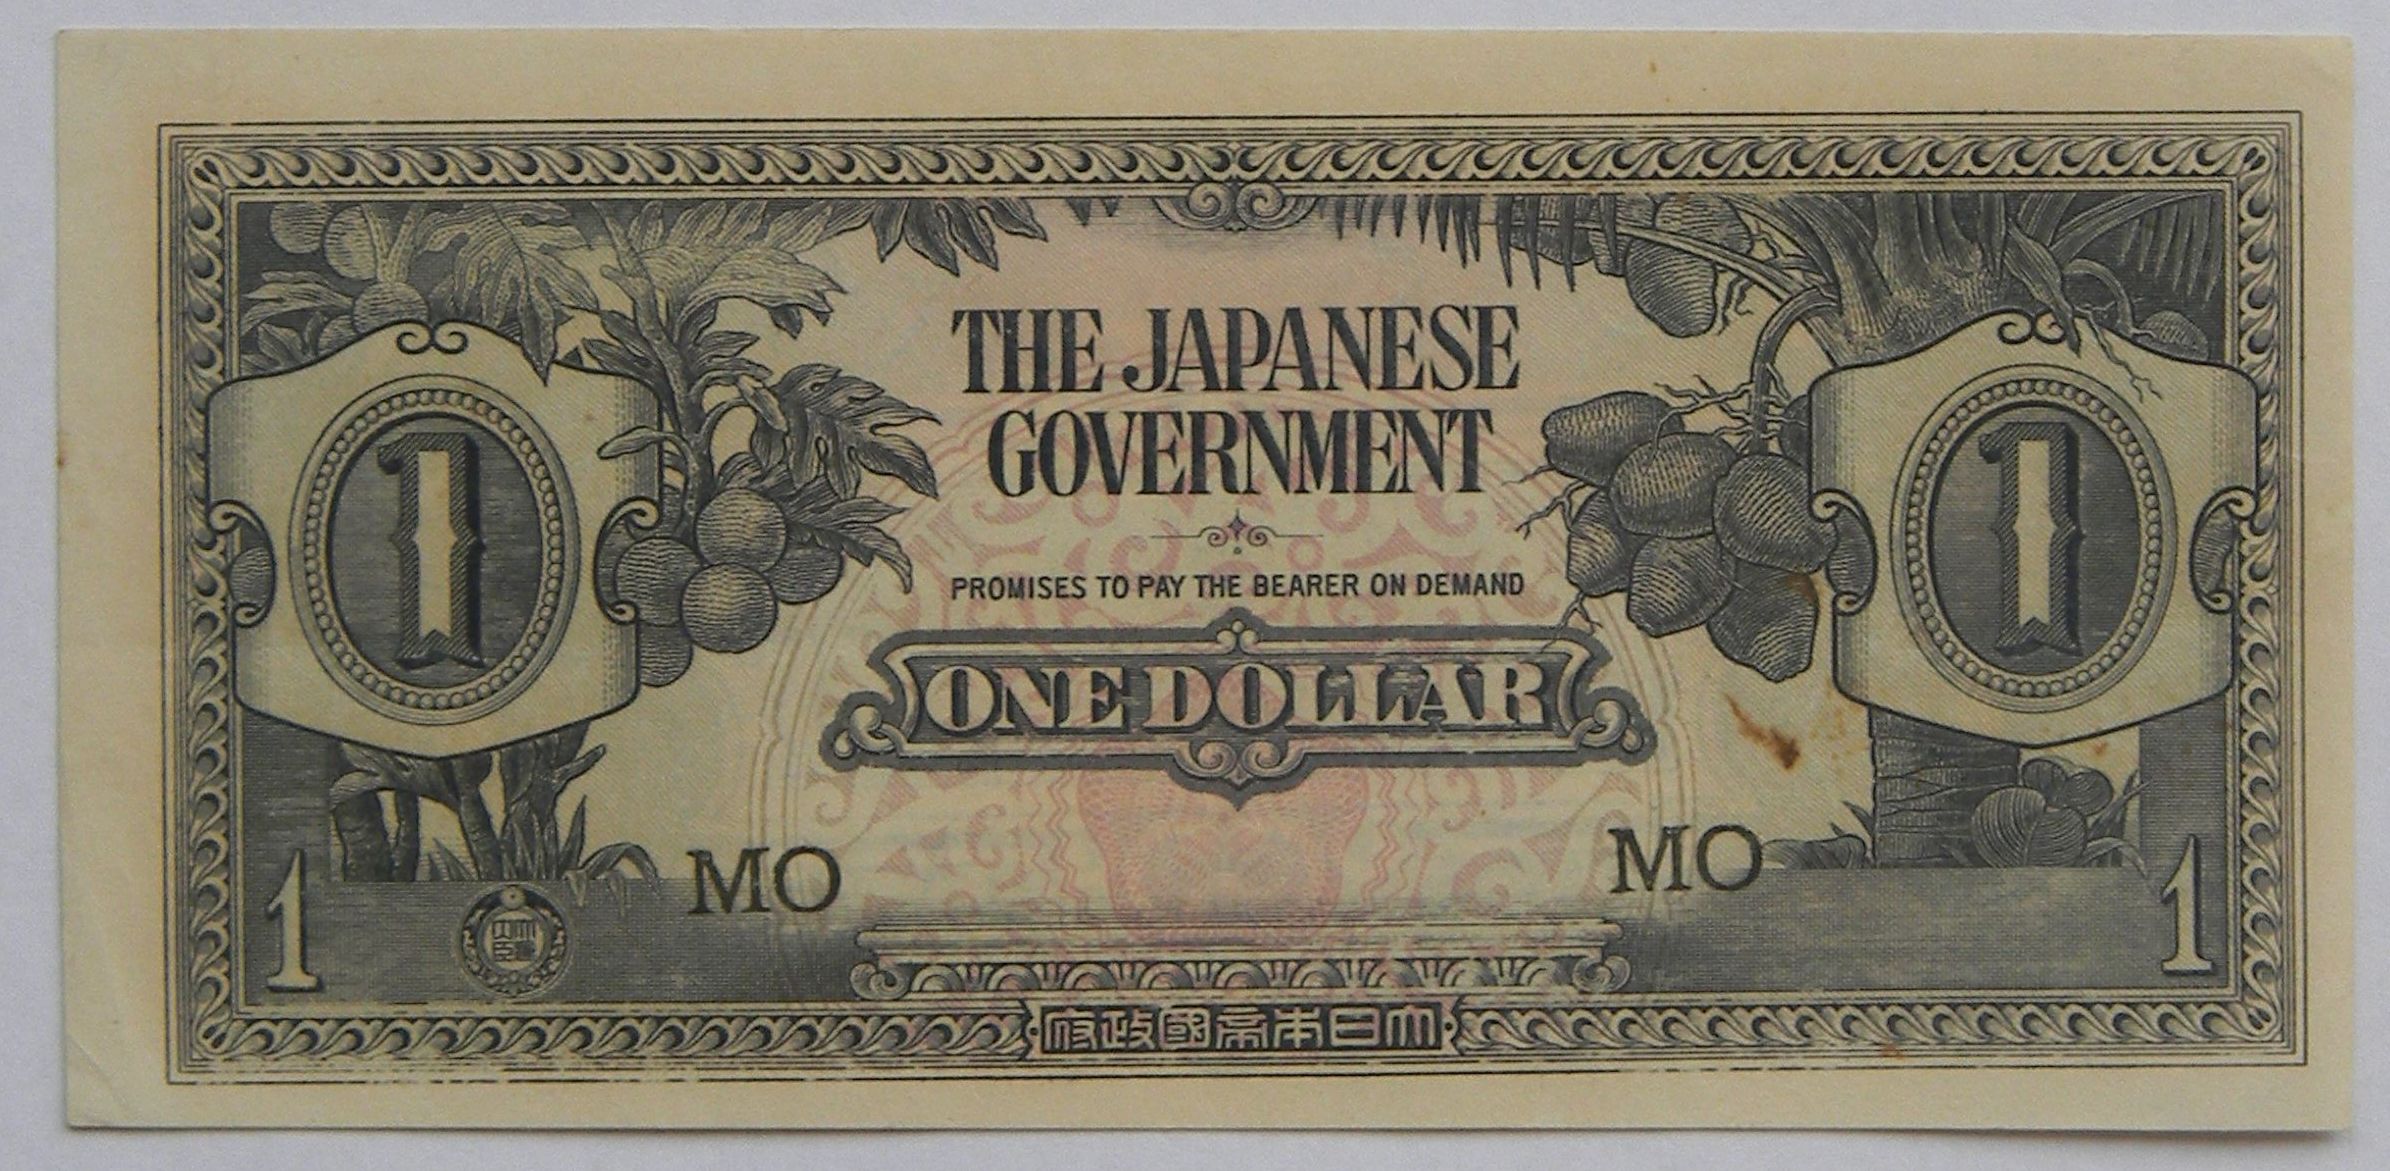 THE JAPANESE
GOVERNMENT
PROMISES TO PAY THE BEARER ON DEMAND
ONE DOLLAR
1
1
MO
MO
1
1
府政國帝本日大